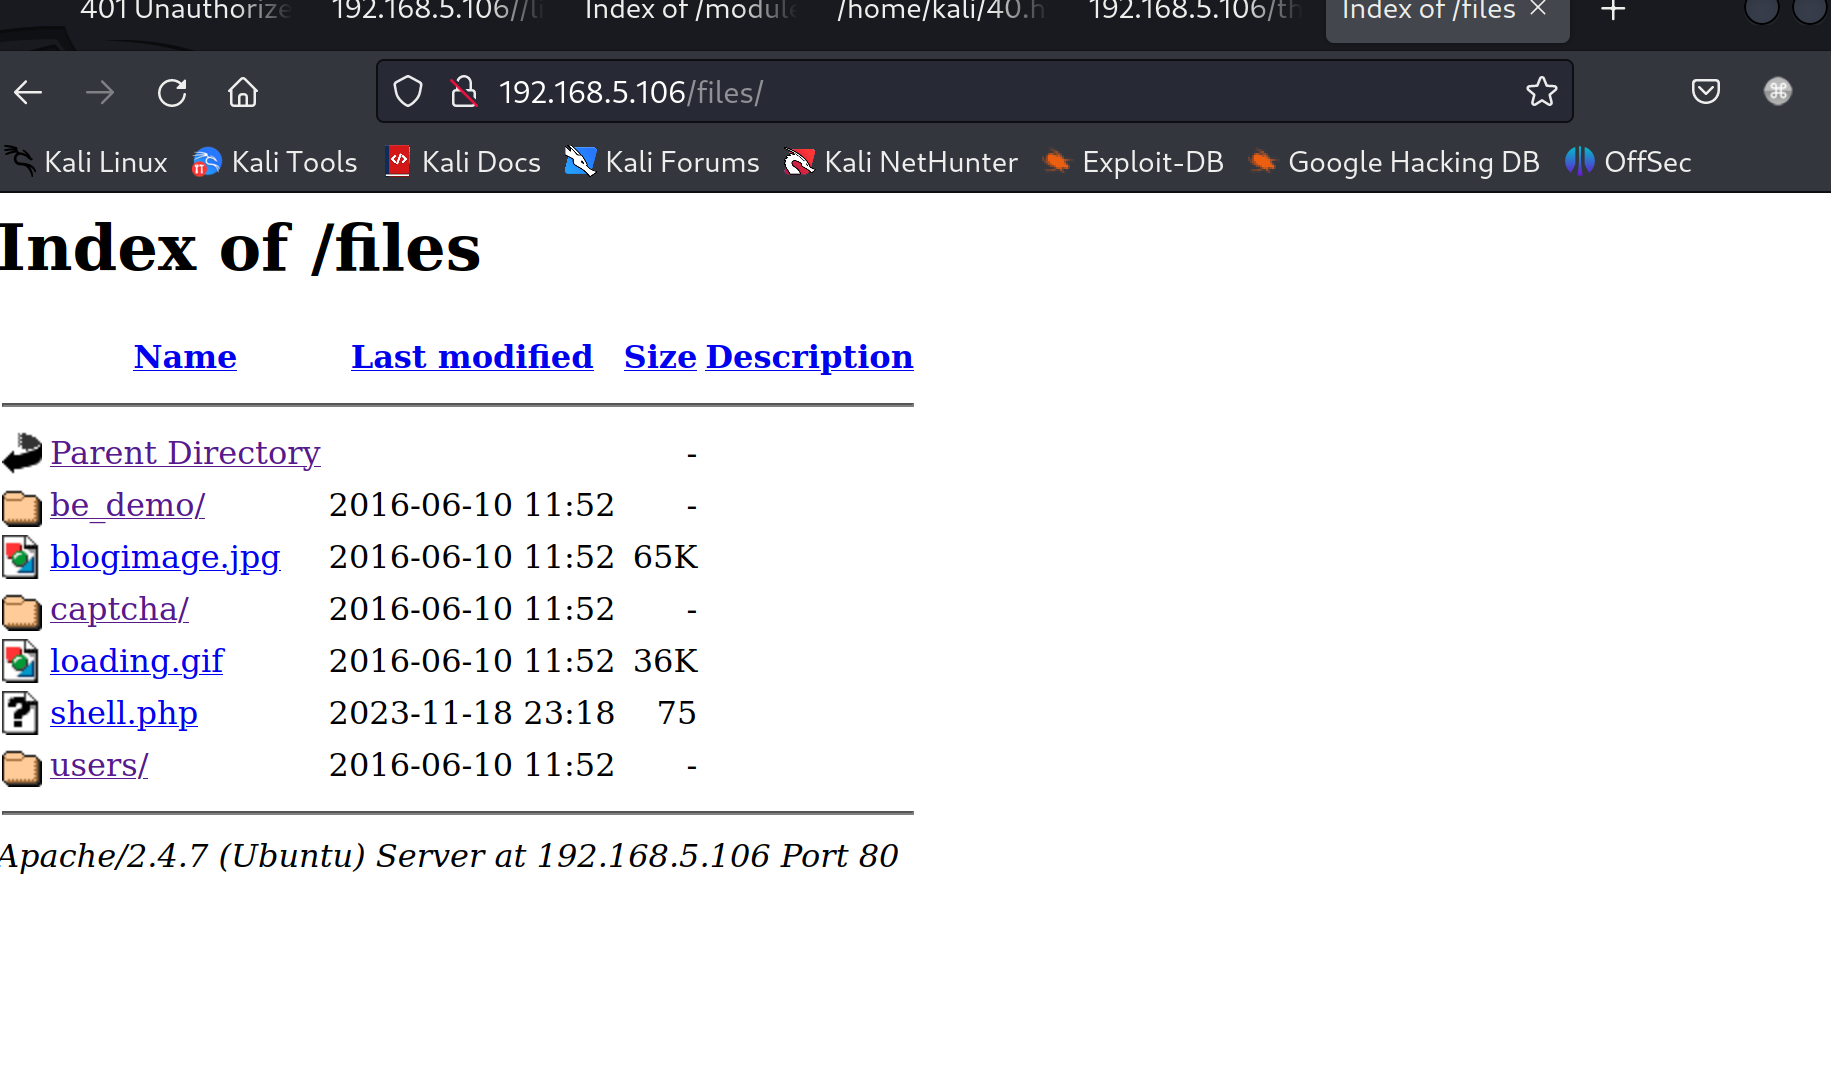 401 Unauthorize 192.168.5.106//li Index of /module /home/kali/40.h 192.168.5.106/th Index of /files
192.168.5.106/files/
Kali Linux Kali Tools Kali Docs Kali Forums Kali NetHunter Exploit-DB Google Hacking DB OffSec
Index of /files
Name Last modified Size Description
Parent Directory -
be_demo/ 2016-06-10 11:52 -
blogimage.jpg 2016-06-10 11:52 65K
captcha/ 2016-06-10 11:52 -
loading.gif 2016-06-10 11:52 36K
shell.php 2023-11-18 23:18 75
users/ 2016-06-10 11:52 -
Apache/2.4.7 (Ubuntu) Server at 192.168.5.106 Port 80